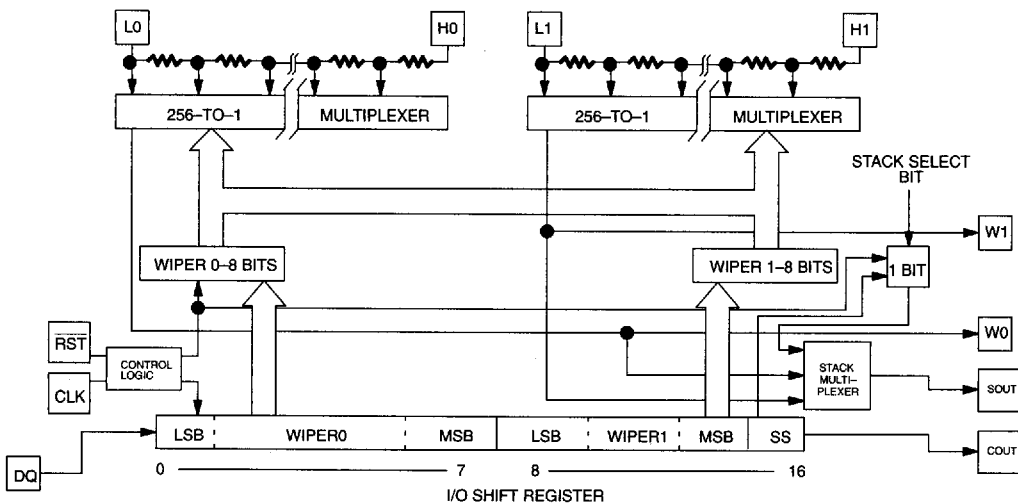 L0 H0 L1 H1
256–TO–1 MULTIPLEXER 256–TO–1 MULTIPLEXER
STACK SELECT
BIT
W1
WIPER 0–8 BITS WIPER 1–8 BITS 1 BIT
RST
CONTROL
LOGIC
CLK
W0
STACK
MULTI–
PLEXER
SOUT
LSB WIPER0 MSB LSB WIPER1 MSB SS
COUT
DQ
0 7 8 16
I/O SHIFT REGISTER